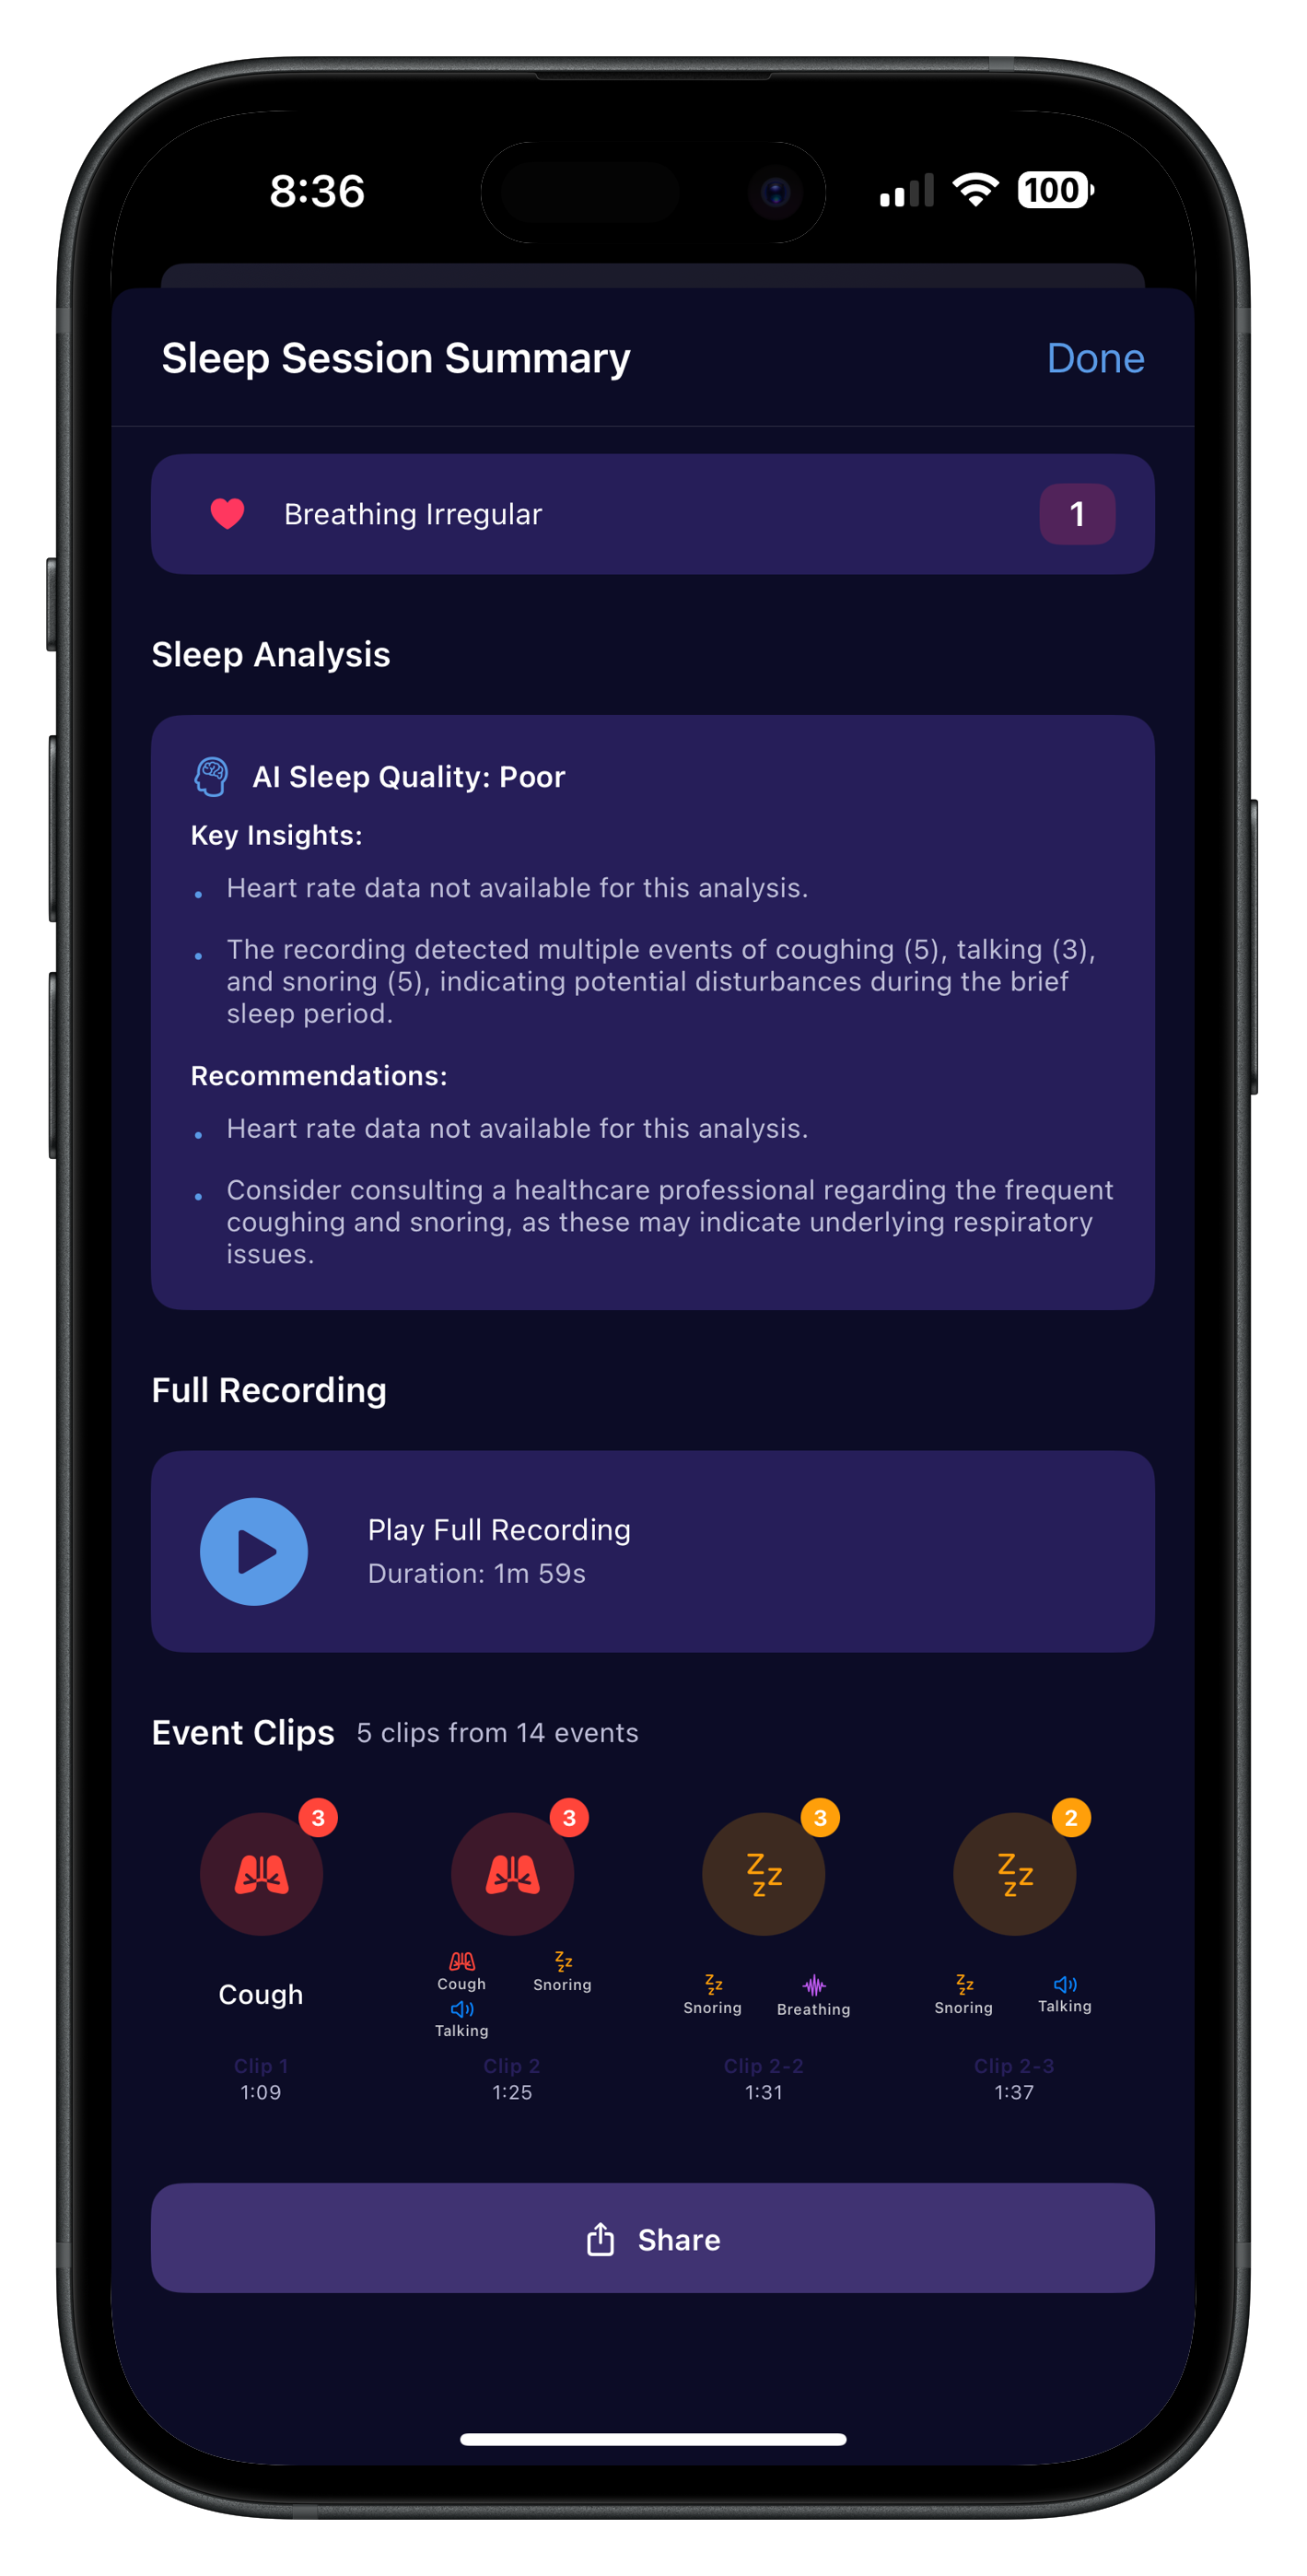 8:36
100
Sleep Session Summary
Done
Breathing Irregular
1
Sleep Analysis
AI Sleep Quality: Poor
Key Insights:
• Heart rate data not available for this analysis.
• The recording detected multiple events of coughing (5), talking (3),
and snoring (5), indicating potential disturbances during the brief
sleep period.
Recommendations:
• Heart rate data not available for this analysis.
• Consider consulting a healthcare professional regarding the frequent
coughing and snoring, as these may indicate underlying respiratory
issues.
Full Recording
Play Full Recording
Duration: 1m 59s
Event Clips 5 clips from 14 events
3
Cough
Clip 1
1:09
3
Cough
Snoring
Talking
Clip 2
1:25
3
Snoring
Breathing
Clip 2-2
1:31
2
Snoring
Talking
Clip 2-3
1:37
Share